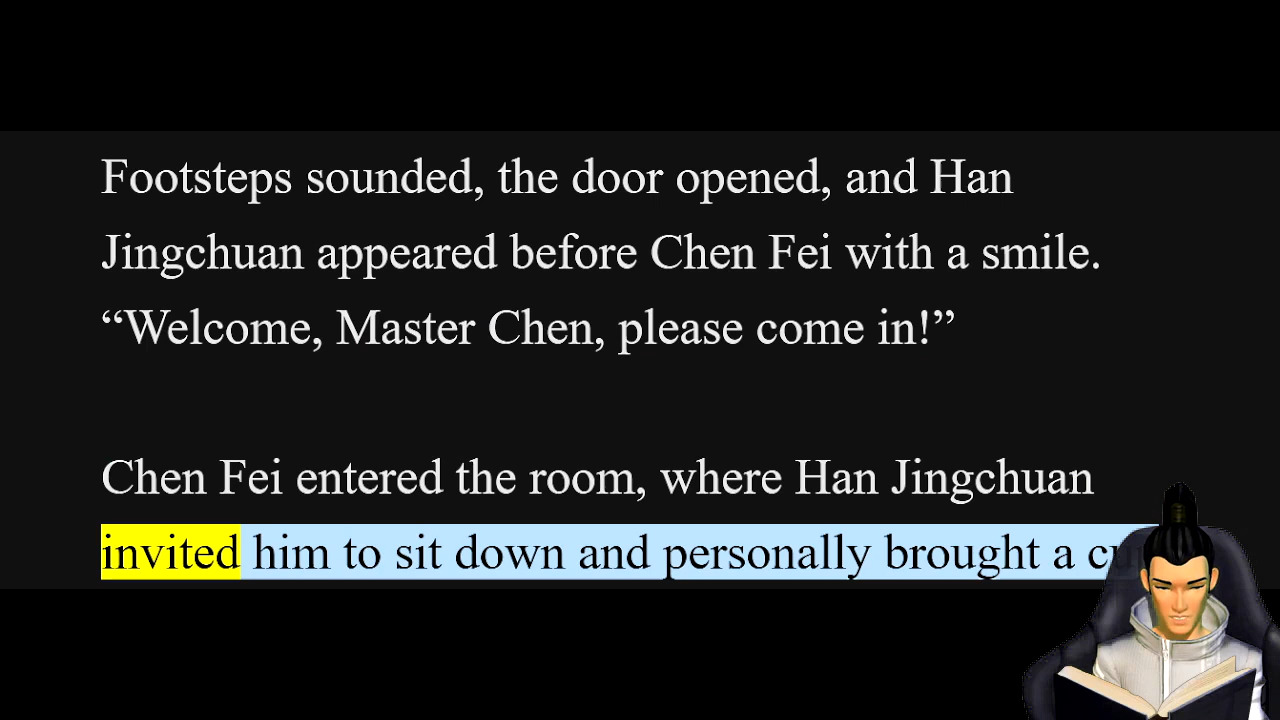 Footsteps sounded, the door opened, and Han
Jingchuan appeared before Chen Fei with a smile.
“Welcome, Master Chen, please come in!”
Chen Fei entered the room, where Han Jingchuan
invited him to sit down and personally brought a